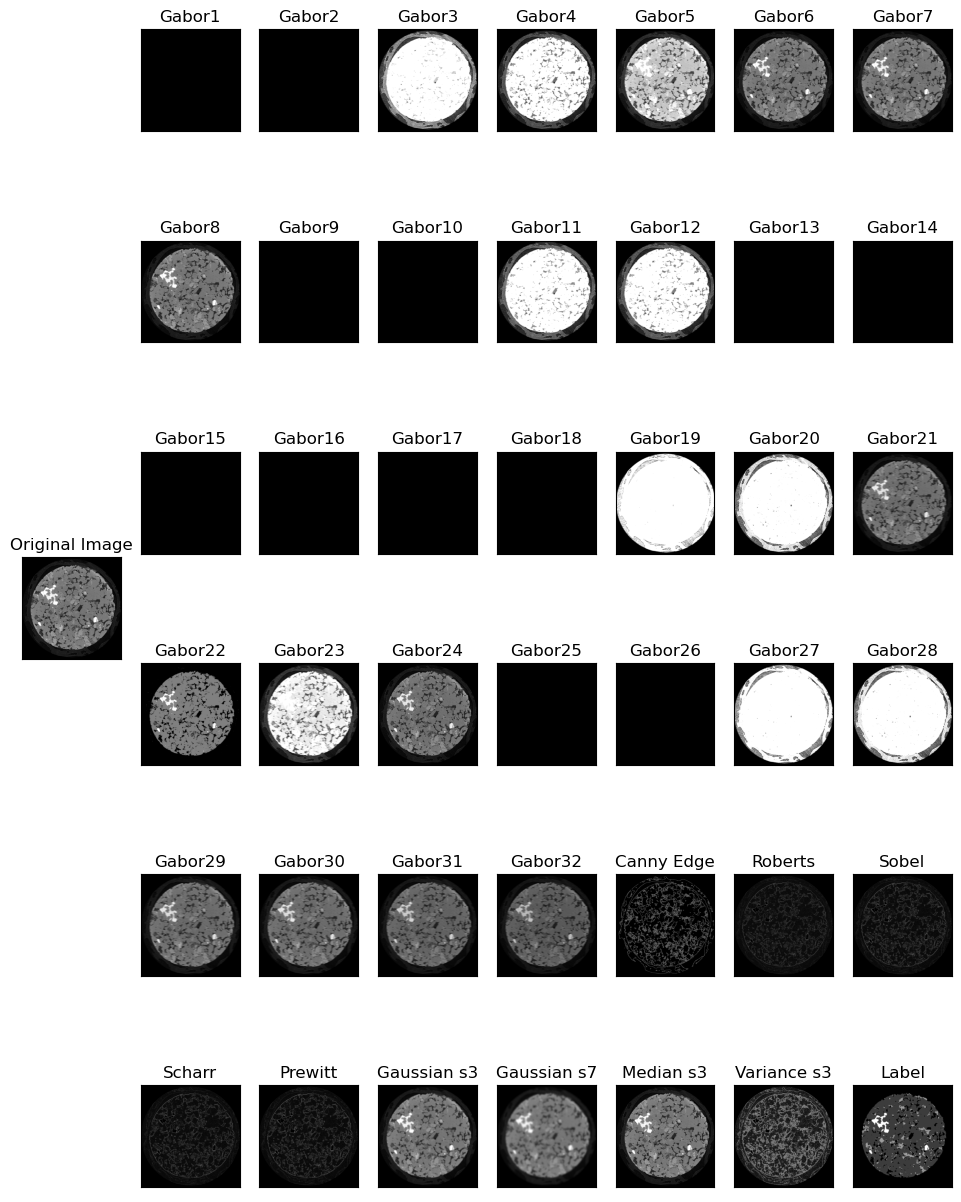 Gabor1 Gabor2 Gabor3 Gabor4 Gabor5 Gabor6 Gabor7
Gabor8 Gabor9 Gabor10 Gabor11 Gabor12 Gabor13 Gabor14
Gabor15 Gabor16 Gabor17 Gabor18 Gabor19 Gabor20 Gabor21
Original Image
Gabor22 Gabor23 Gabor24 Gabor25 Gabor26 Gabor27 Gabor28
Gabor29 Gabor30 Gabor31 Gabor32 Canny Edge Roberts Sobel
Scharr Prewitt Gaussian s3 Gaussian s7 Median s3 Variance s3 Label